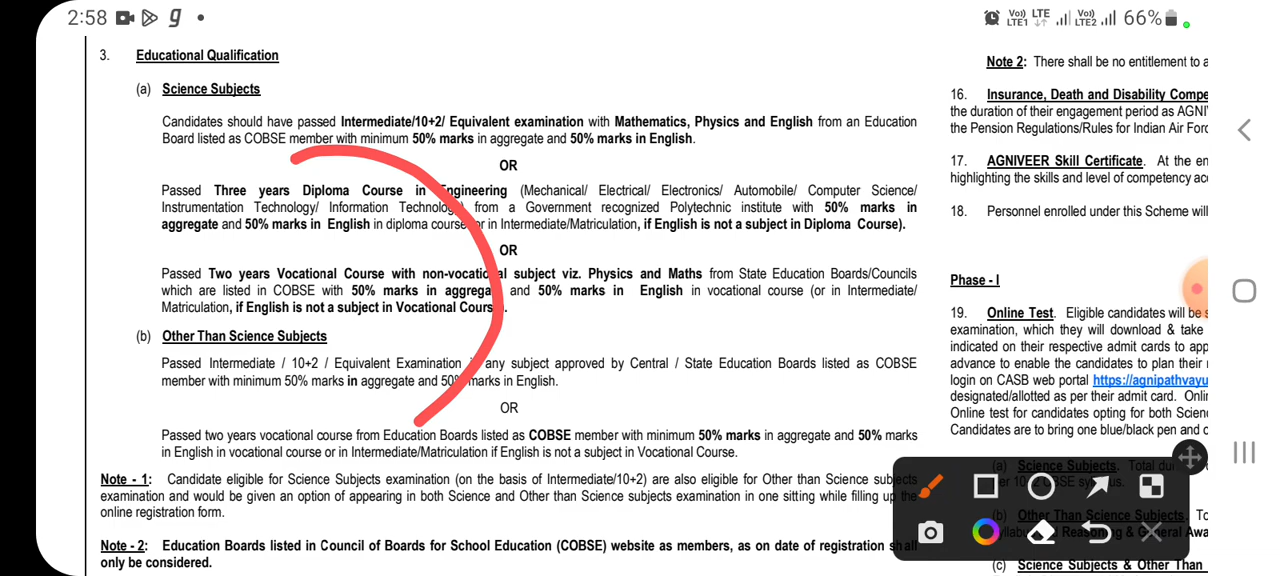 2:58
Vo) LTE1 LTE Vo) LTE2 66%
3. Educational Qualification
(a) Science Subjects
Candidates should have passed Intermediate/10+2/ Equivalent examination with Mathematics, Physics and English from an Education
Board listed as COBSE member with minimum 50% marks in aggregate and 50% marks in English.
OR
Passed Three years Diploma Course in Engineering (Mechanical/ Electrical/ Electronics/ Automobile/ Computer Science/
Instrumentation Technology/ Information Technology) from a Government recognized Polytechnic institute with 50% marks in
aggregate and 50% marks in English in diploma course (or in Intermediate/Matriculation, if English is not a subject in Diploma Course).
OR
Passed Two years Vocational Course with non-vocational subject viz. Physics and Maths from State Education Boards/Councils
which are listed in COBSE with 50% marks in aggregate and 50% marks in English in vocational course (or in Intermediate/
Matriculation, if English is not a subject in Vocational Course).
(b) Other Than Science Subjects
Passed Intermediate / 10+2 / Equivalent Examination in any subject approved by Central / State Education Boards listed as COBSE
member with minimum 50% marks in aggregate and 50% marks in English.
OR
Passed two years vocational course from Education Boards listed as COBSE member with minimum 50% marks in aggregate and 50% marks
in English in vocational course or in Intermediate/Matriculation if English is not a subject in Vocational Course.
Note - 1: Candidate eligible for Science Subjects examination (on the basis of Intermediate/10+2) are also eligible for Other than Science subjects
examination and would be given an option of appearing in both Science and Other than Science subjects examination in one sitting while filling up the
online registration form.
Note - 2: Education Boards listed in Council of Boards for School Education (COBSE) website as members, as on date of registration shall
only be considered.
Note 2: There shall be no entitlement to a
16. Insurance, Death and Disability Compe
the duration of their engagement period as AGNI
the Pension Regulations/Rules for Indian Air Forc
17. AGNIVEER Skill Certificate. At the en
highlighting the skills and level of competency acc
18. Personnel enrolled under this Scheme will
Phase - I
19. Online Test. Eligible candidates will be s
examination, which they will download & take
indicated on their respective admit cards to app
advance to enable the candidates to plan their
login on CASB web portal https://agnipathvayu
designated/allotted as per their admit card. Onli
Online test for candidates opting for both Scien
Candidates are to bring one blue/black pen and c
(a) Science Subjects. Total du
(b) Other Than Science Subjects. To
Reasoning & General Awa
(c) Science Subjects & Other Than